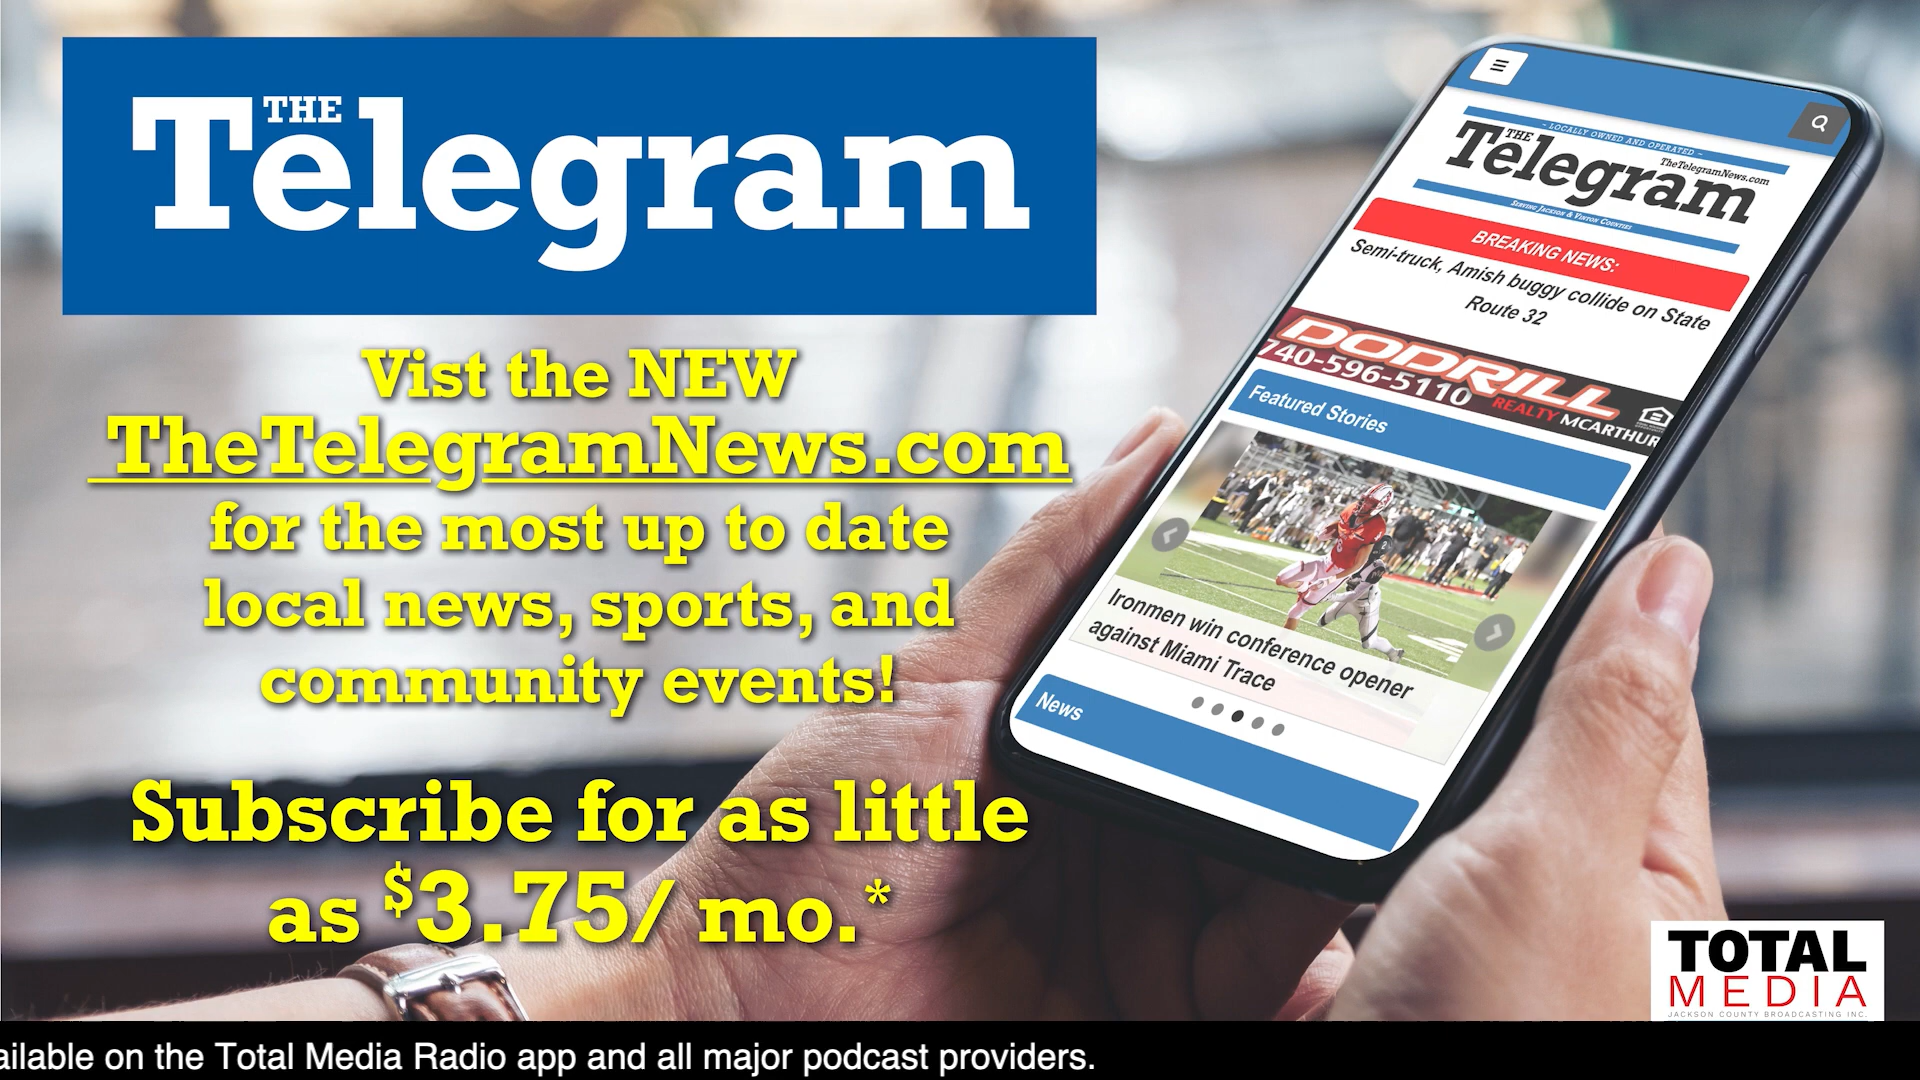 THE
Telegram
Vist the NEW
TheTelegramNews.com
for the most up to date
local news, sports, and
community events!
Subscribe for as little
as $3.75/ mo.*
~ LOCALLY OWNED AND OPERATED ~
THE
Telegram
TheTelegramNews.com
SERVING JACKSON & VINTON COUNTIES
BREAKING NEWS:
Semi-truck, Amish buggy collide on State
Route 32
DODRILL
740-596-5110
REALTY MCARTHUR
Featured Stories
Ironmen win conference opener
against Miami Trace
News
TOTAL
MEDIA
JACKSON COUNTY BROADCASTING INC.
ailable on the Total Media Radio app and all major podcast providers.